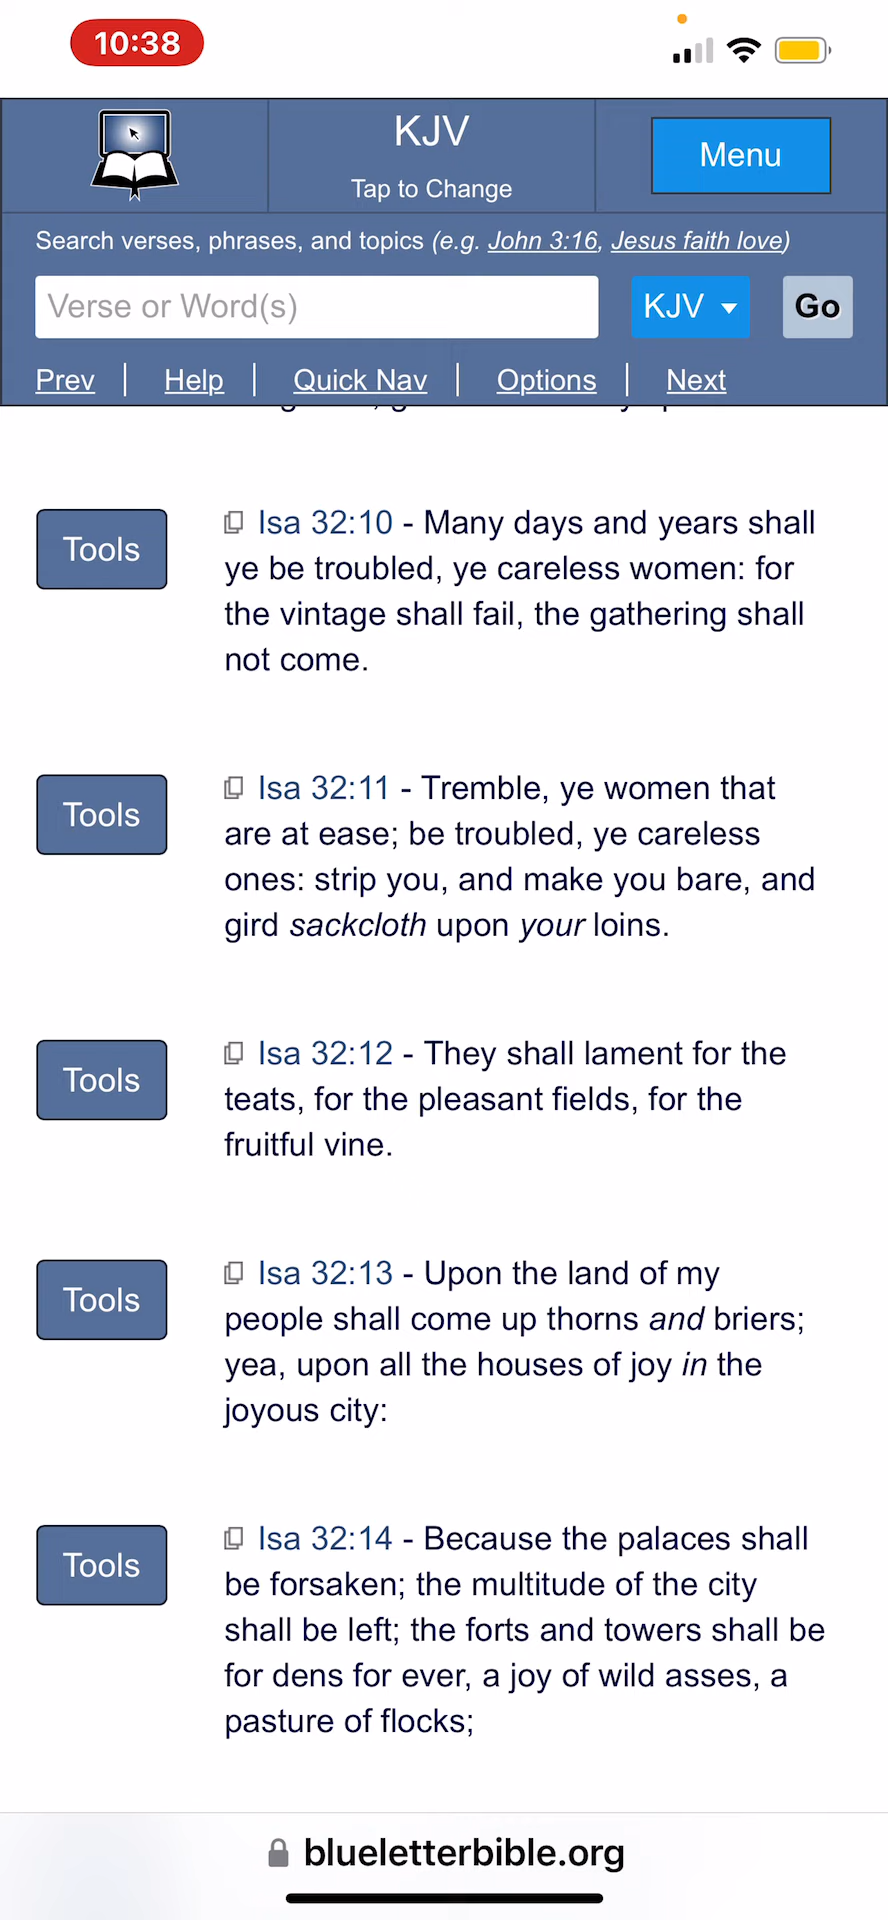 10:38
KJV
Tap to Change
Menu
Search verses, phrases, and topics (e.g. John 3:16, Jesus faith love)
Verse or Word(s)
KJV
Go
Prev | Help | Quick Nav | Options | Next
Tools
Isa 32:10 - Many days and years shall
ye be troubled, ye careless women: for
the vintage shall fail, the gathering shall
not come.
Tools
Isa 32:11 - Tremble, ye women that
are at ease; be troubled, ye careless
ones: strip you, and make you bare, and
gird sackcloth upon your loins.
Tools
Isa 32:12 - They shall lament for the
teats, for the pleasant fields, for the
fruitful vine.
Tools
Isa 32:13 - Upon the land of my
people shall come up thorns and briers;
yea, upon all the houses of joy in the
joyous city:
Tools
Isa 32:14 - Because the palaces shall
be forsaken; the multitude of the city
shall be left; the forts and towers shall be
for dens for ever, a joy of wild asses, a
pasture of flocks;
blueletterbible.org